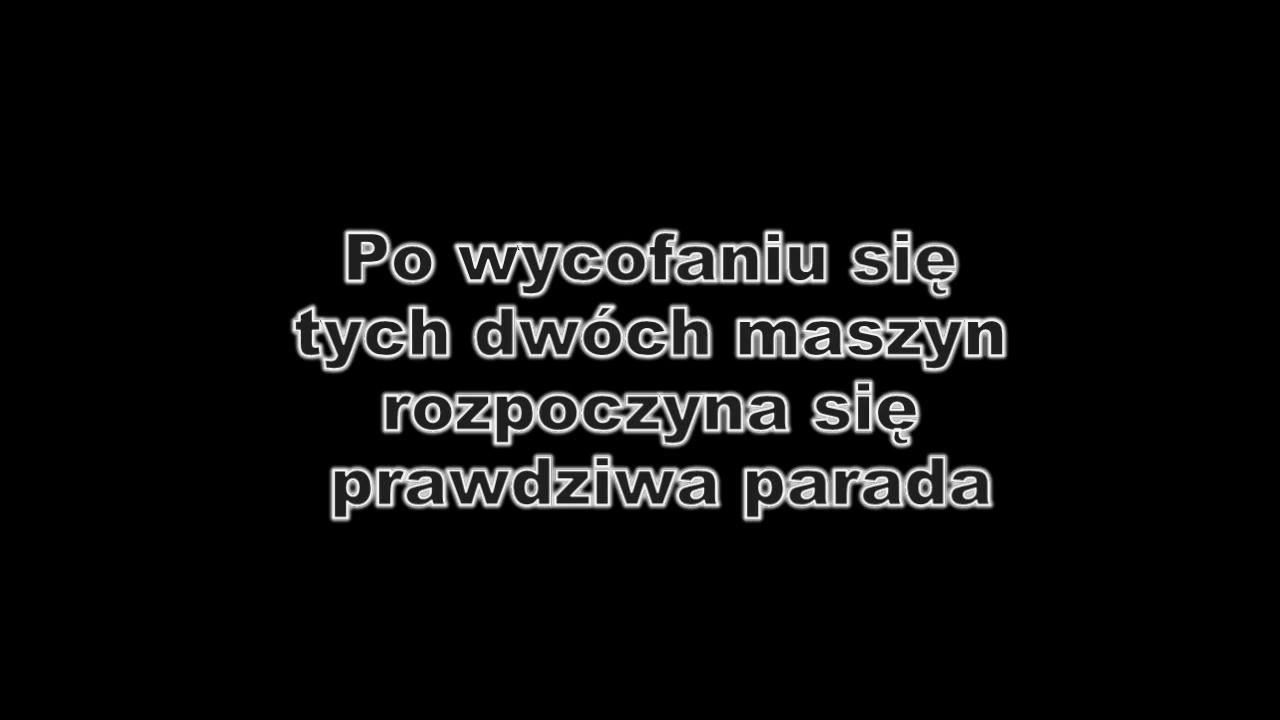 Po wycofaniu się
tych dwóch maszyn
rozpoczyna się
prawdziwa parada